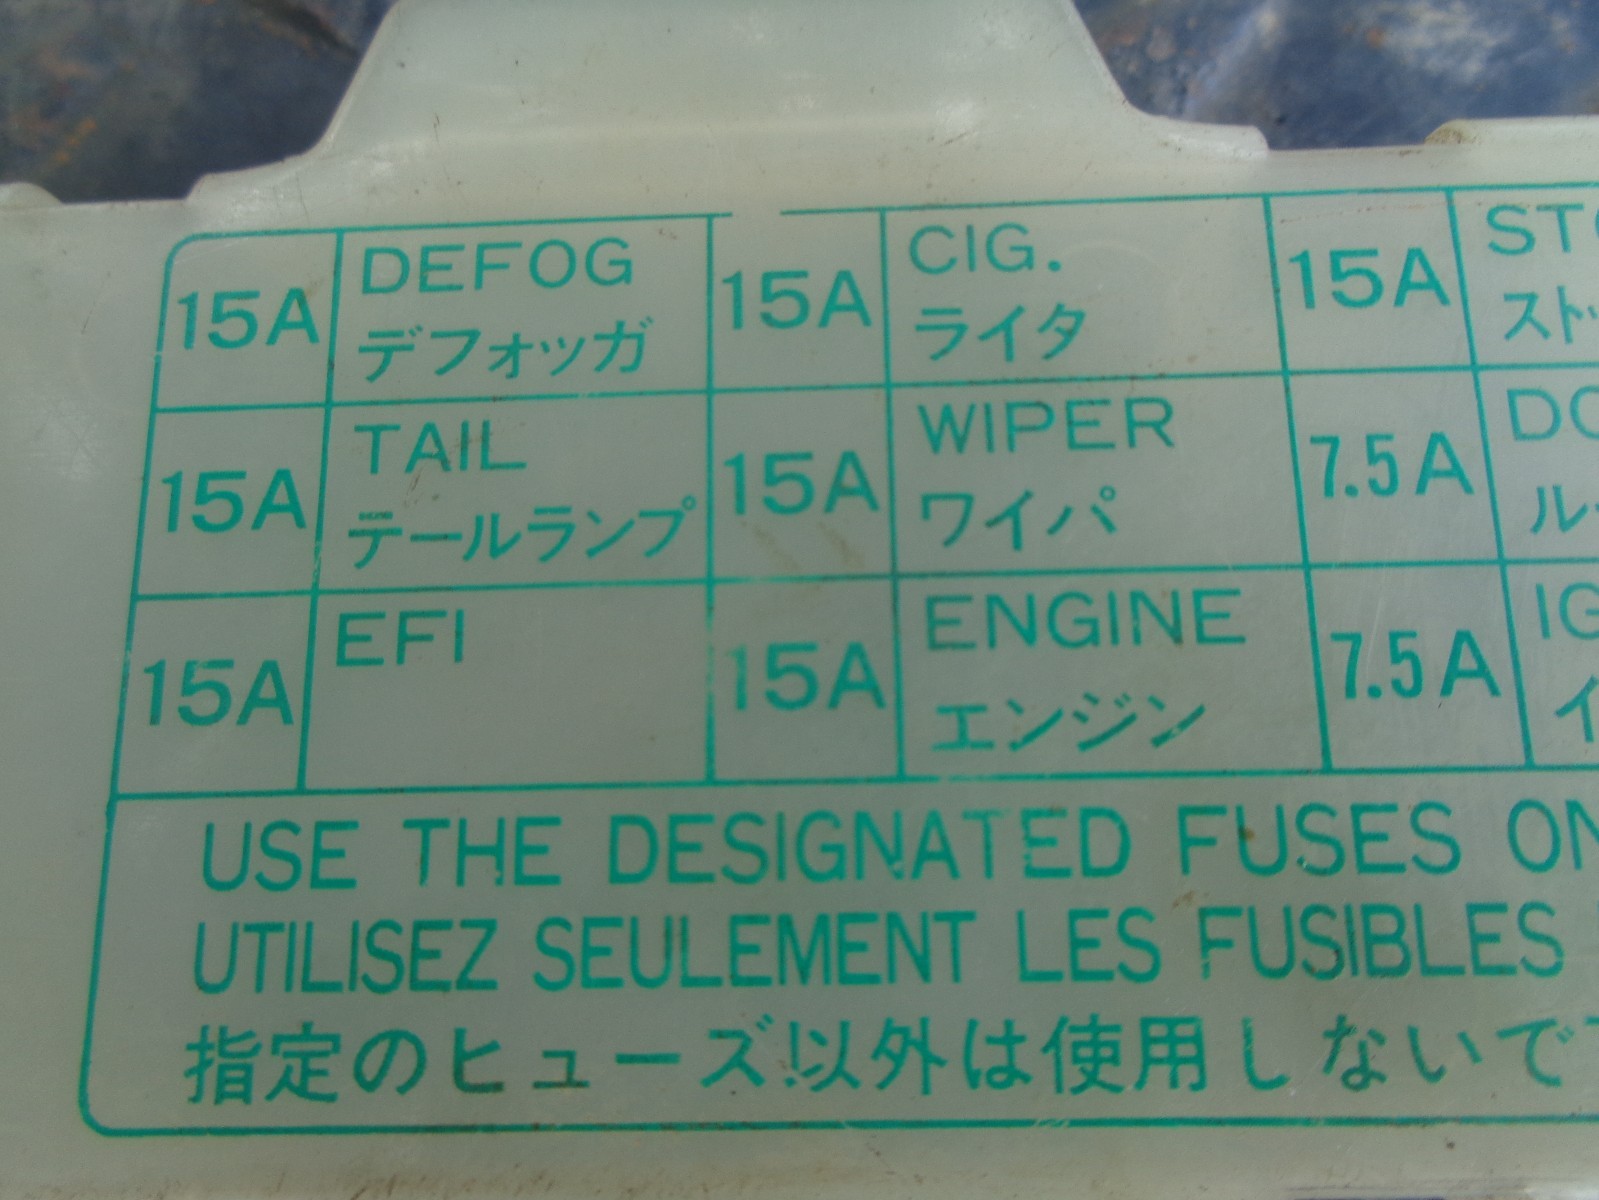 15A DEFOG 15A CIG. 15A
デフォッガ ライタ
15A TAIL 15A WIPER 7.5A
テールランプ ワイパ
15A EFI 15A ENGINE 7.5A
エンジン
USE THE DESIGNATED FUSES
UTILISEZ SEULEMENT LES FUSIBLES
指定のヒューズ以外は使用しないで